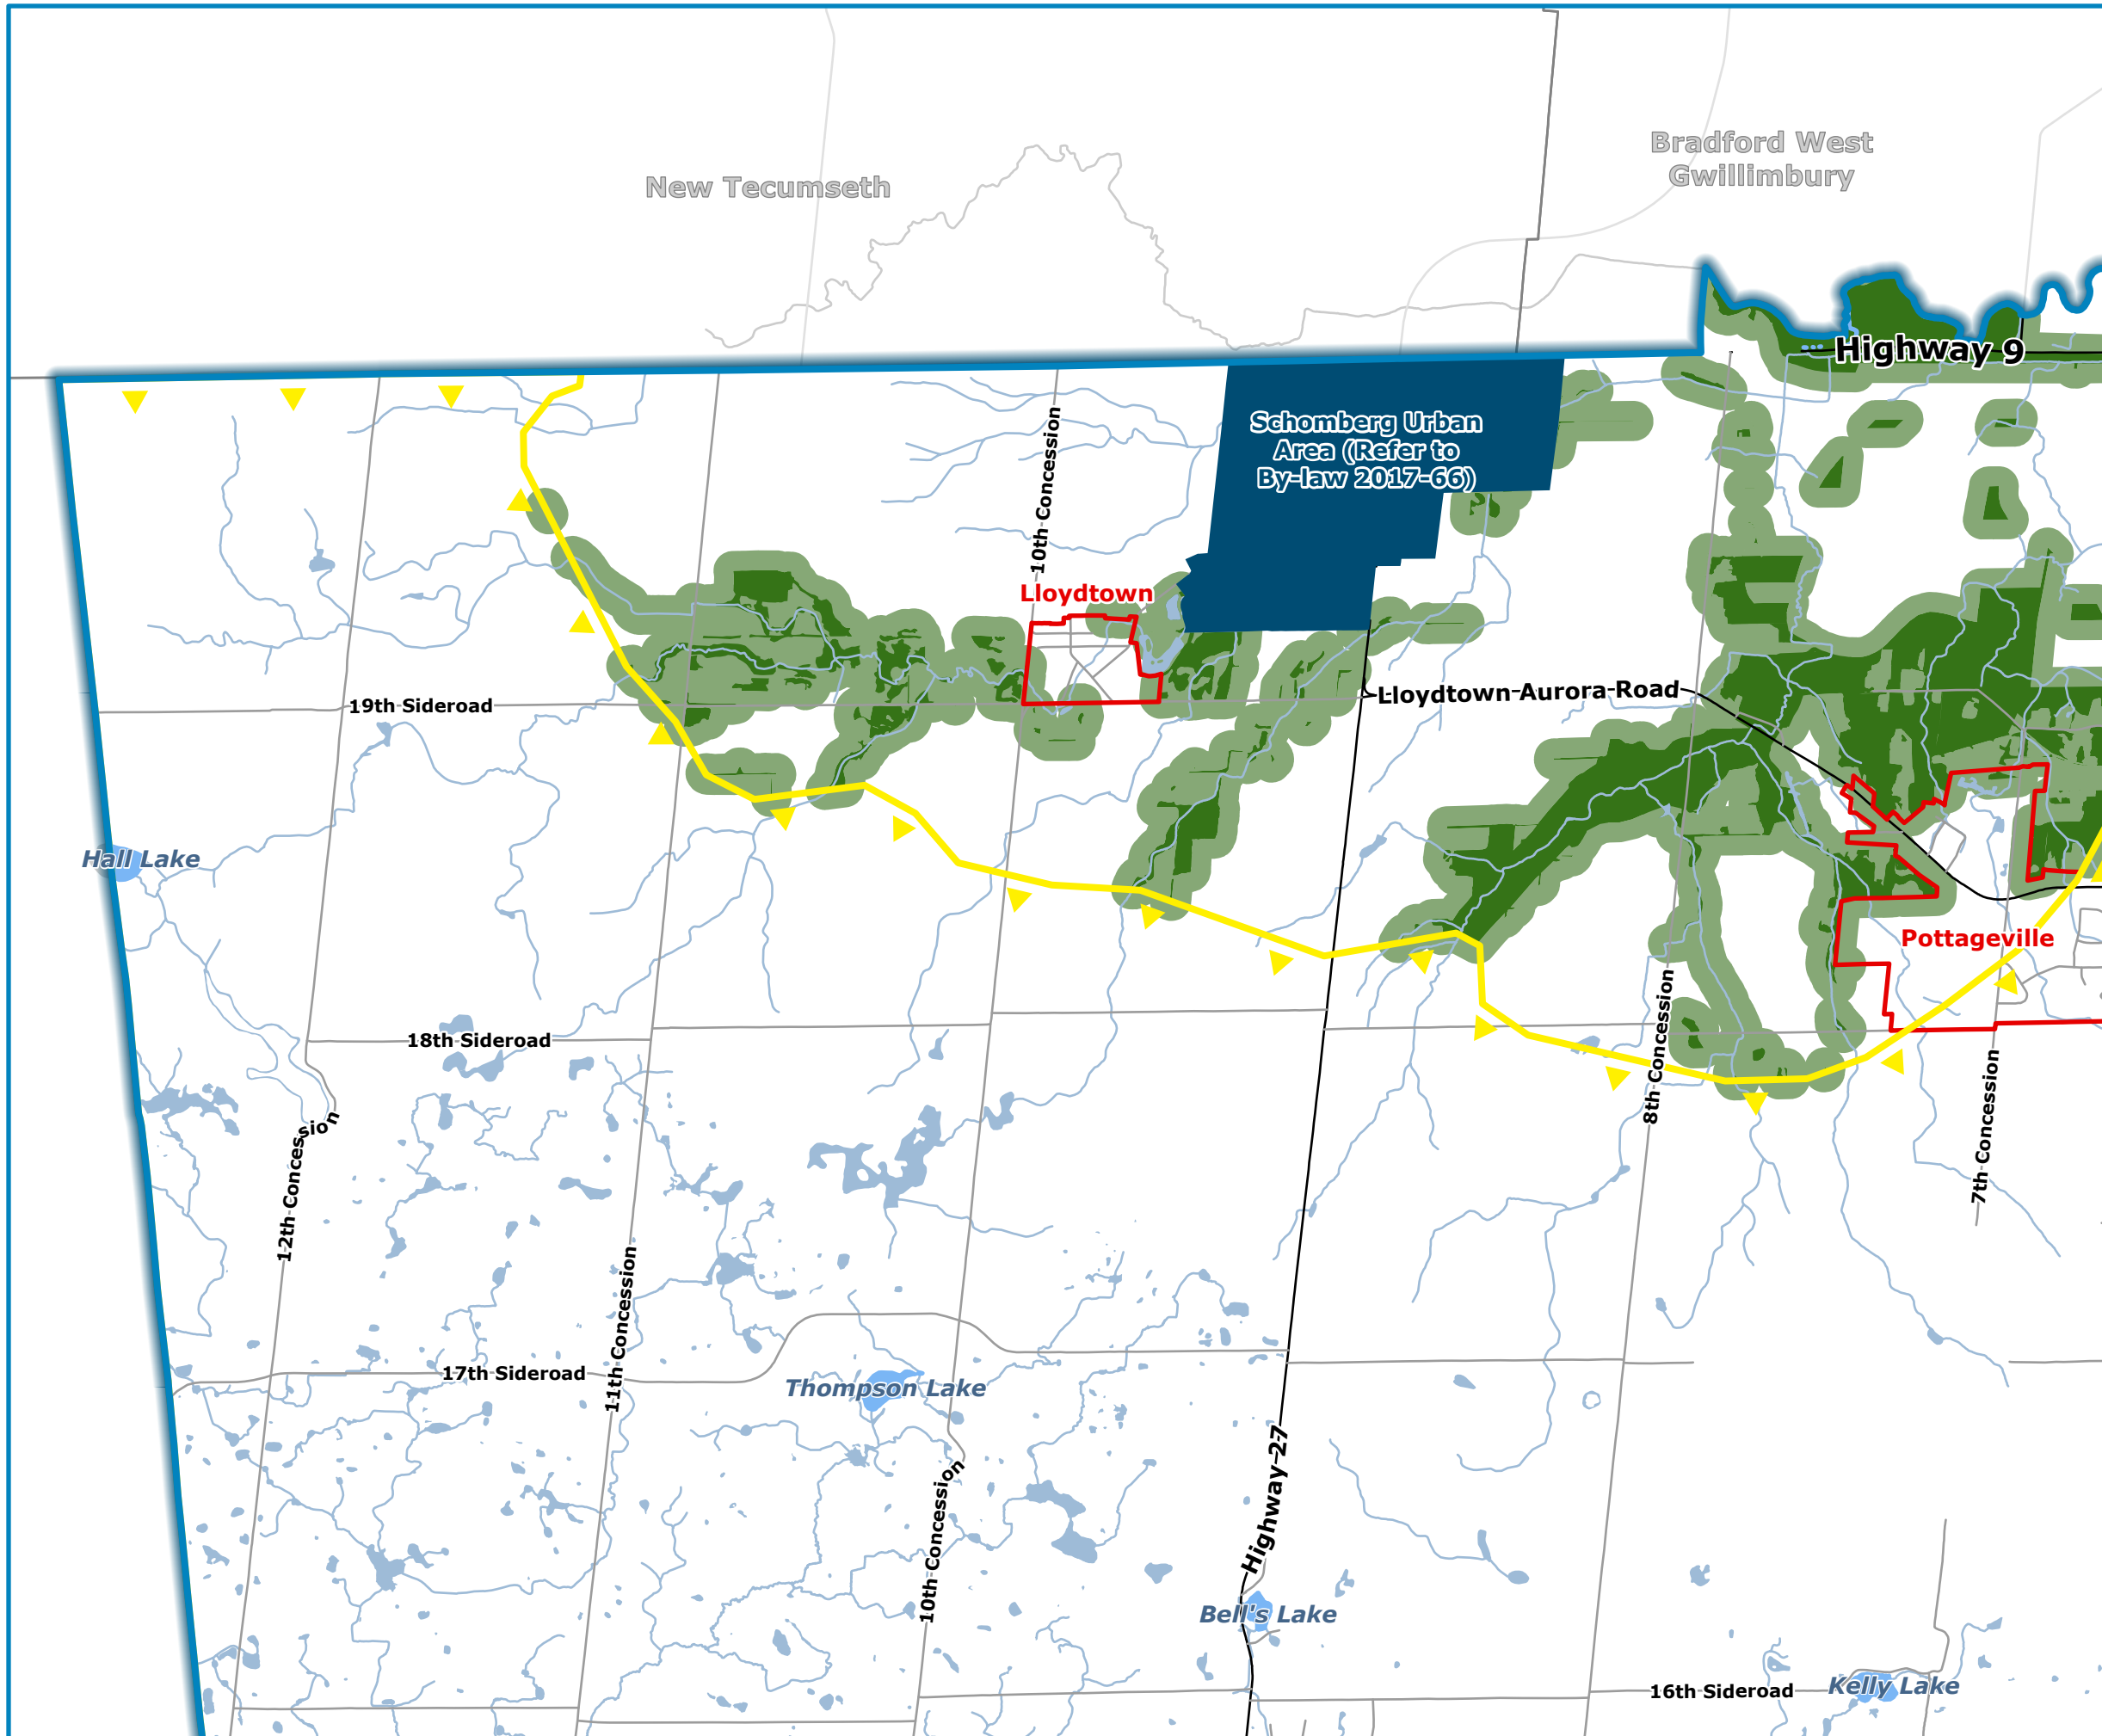 Bradford West
Gwillimbury
New Tecumseth
Highway 9
Schomberg Urban
Area (Refer to
By-law 2017-66)
10th Concession
Lloydtown
19th Sideroad
Lloydtown-Aurora Road
Hall Lake
Pottageville
18th Sideroad
8th Concession
12th Concession
7th Concession
11th Concession
17th Sideroad
Thompson Lake
Highway 27
10th Concession
Bell's Lake
16th Sideroad
Kelly Lake